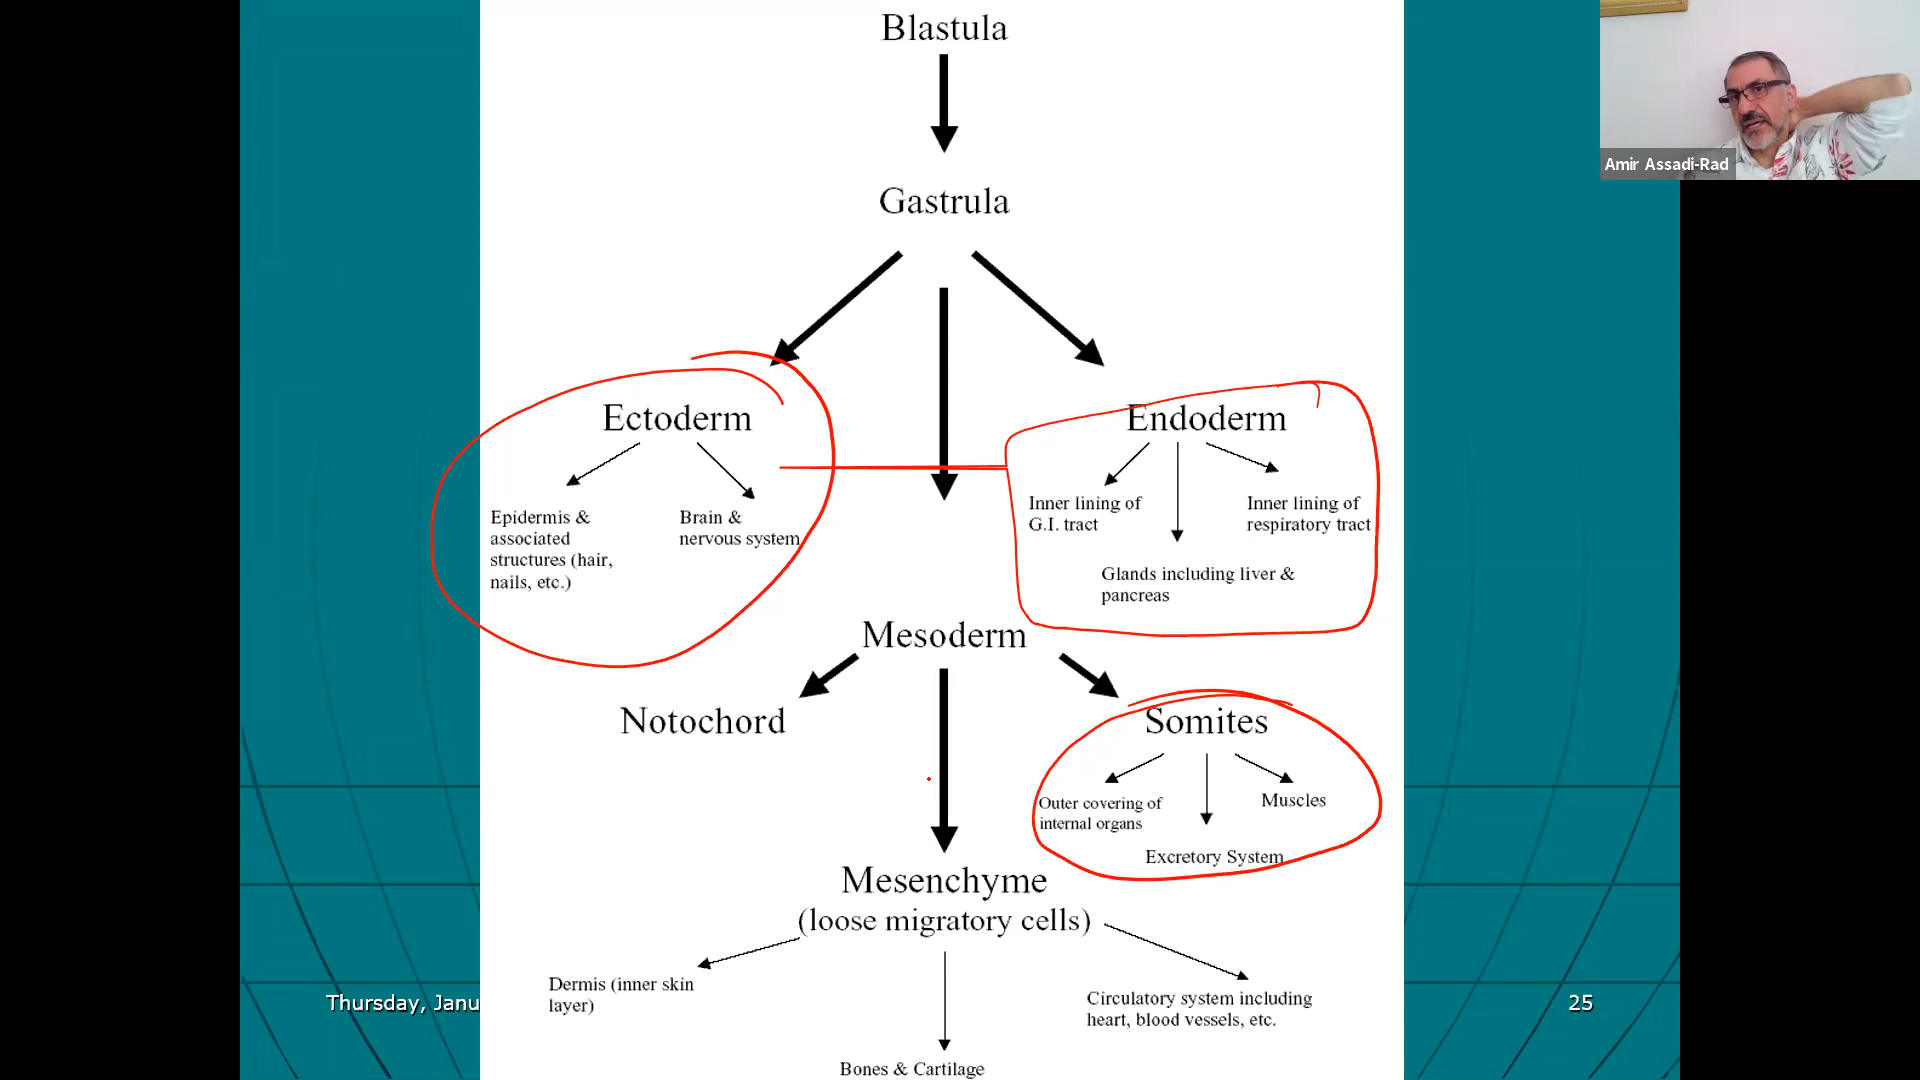 Blastula
Gastrula
Amir Assadi-Rad
Ectoderm
Endoderm
Epidermis &
associated
structures (hair,
nails, etc.)
Brain &
nervous system
Inner lining of
G.I. tract
Glands including liver &
pancreas
Inner lining of
respiratory tract
Mesoderm
Notochord
Somites
Outer covering of
internal organs
Excretory System
Muscles
Mesenchyme
(loose migratory cells)
Dermis (inner skin
layer)
Bones & Cartilage
Circulatory system including
heart, blood vessels, etc.
Thursday, Janu
25